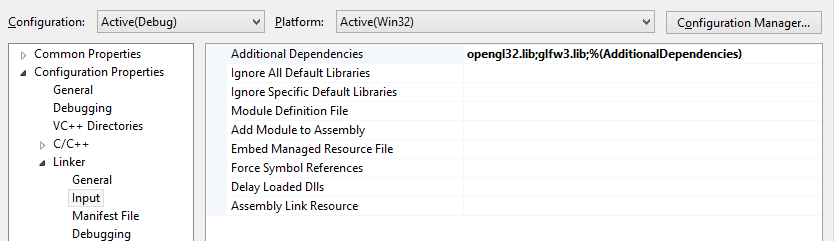 Configuration: Active(Debug) Platform: Active(Win32) Configuration Manager...
Common Properties
Configuration Properties
General
Debugging
VC++ Directories
C/C++
Linker
General
Input
Manifest File
Debugging
Additional Dependencies opengl32.lib;glfw3.lib;%(AdditionalDependencies)
Ignore All Default Libraries
Ignore Specific Default Libraries
Module Definition File
Add Module to Assembly
Embed Managed Resource File
Force Symbol References
Delay Loaded Dlls
Assembly Link Resource